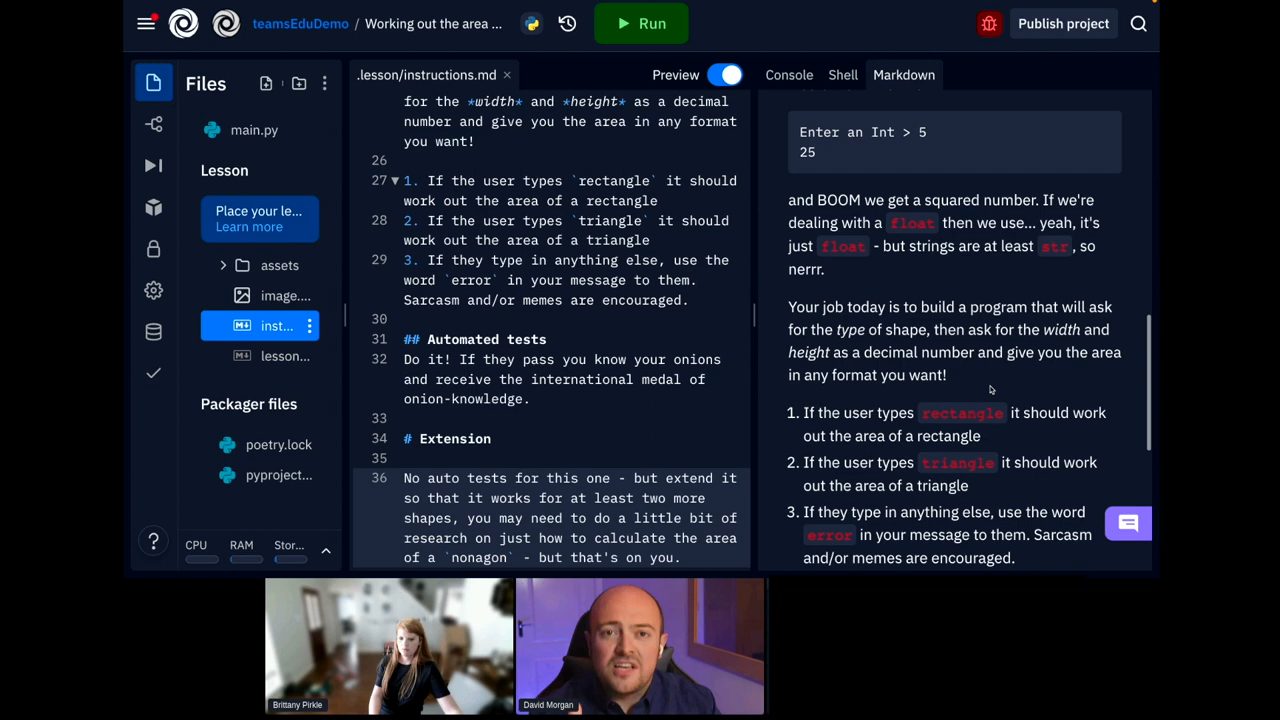 teamsEduDemo / Working out the area ...
Run
Publish project
Files
main.py
Lesson
Place your le...
Learn more
assets
image....
inst...
lesson...
Packager files
poetry.lock
pyproject...
?
CPU RAM Stor...
.lesson/instructions.md ×
Preview
for the *width* and *height* as a decimal
number and give you the area in any format
you want!
26
27 1. If the user types `rectangle` it should
work out the area of a rectangle
28 2. If the user types `triangle` it should
work out the area of a triangle
29 3. If they type in anything else, use the
word `error` in your message to them.
Sarcasm and/or memes are encouraged.
30
31 ## Automated tests
32 Do it! If they pass you know your onions
and receive the international medal of
onion-knowledge.
33
34 # Extension
35
36 No auto tests for this one - but extend it
so that it works for at least two more
shapes, you may need to do a little bit of
research on just how to calculate the area
of a `nonagon` - but that's on you.
Console Shell Markdown
Enter an Int > 5
25
and BOOM we get a squared number. If we're
dealing with a float then we use... yeah, it's
just float - but strings are at least str, so
nerrr.
Your job today is to build a program that will ask
for the type of shape, then ask for the width and
height as a decimal number and give you the area
in any format you want!
1. If the user types rectangle it should work
out the area of a rectangle
2. If the user types triangle it should work
out the area of a triangle
3. If they type in anything else, use the word
error in your message to them. Sarcasm
and/or memes are encouraged.
Brittany Pirkle
David Morgan